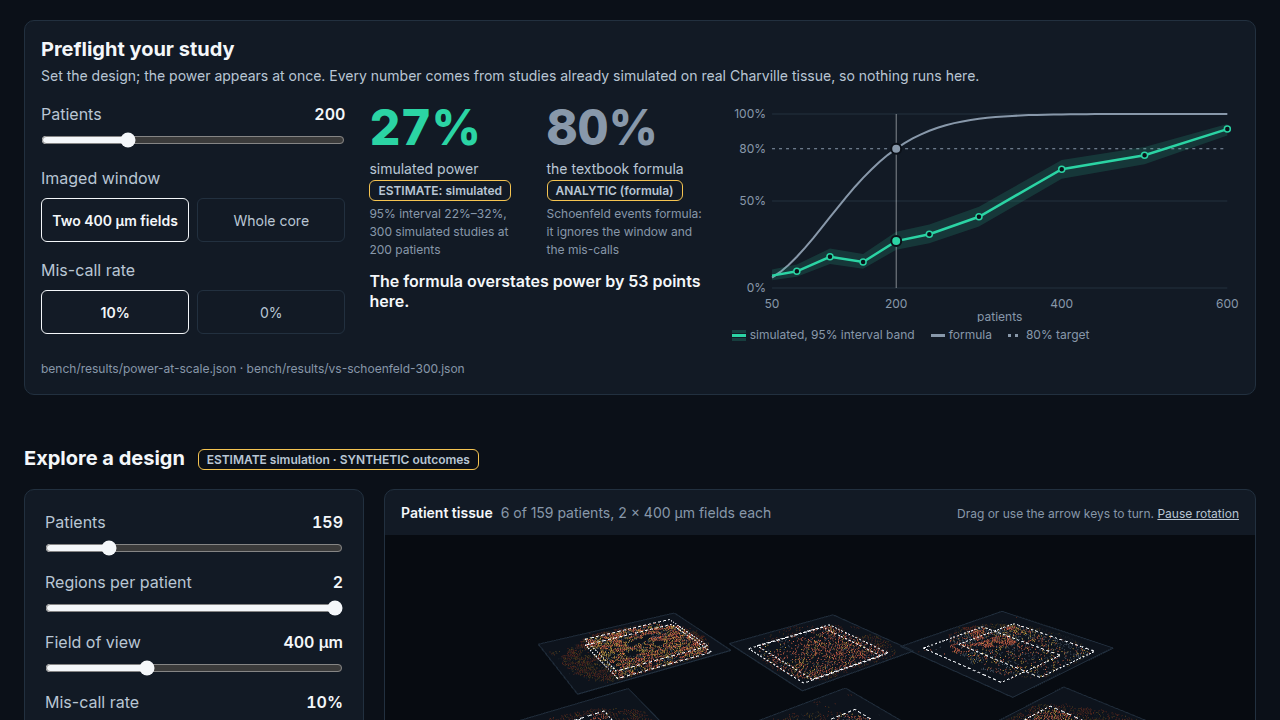 Preflight your study
Set the design; the power appears at once. Every number comes from studies already simulated on real Charville tissue, so nothing runs here.
Patients 200
Imaged window
Two 400 µm fields Whole core
Mis-call rate
10% 0%
27%
simulated power
ESTIMATE: simulated
95% interval 22%–32%,
300 simulated studies at
200 patients
80%
the textbook formula
ANALYTIC (formula)
Schoenfeld events formula:
it ignores the window and
the mis-calls
The formula overstates power by 53 points
here.
100%
80%
50%
0%
50 200 400 600
patients
simulated, 95% interval band formula 80% target
bench/results/power-at-scale.json · bench/results/vs-schoenfeld-300.json
Explore a design ESTIMATE simulation · SYNTHETIC outcomes
Patients 159
Regions per patient 2
Field of view 400 µm
Mis-call rate 10%
Patient tissue 6 of 159 patients, 2 × 400 µm fields each
Drag or use the arrow keys to turn. Pause rotation